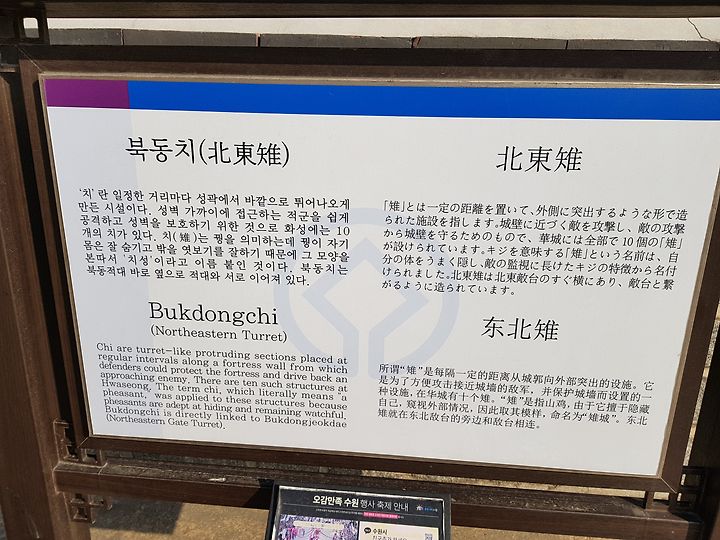 북동치(北東雉)
'치'란 일정한 거리마다 성곽에서 바깥으로 튀어나오게
만든 시설이다. 성벽 가까이에 접근하는 적군을 쉽게
공격하고 성벽을 보호하기 위한 것으로 화성에는 10
개의 치가 있다. 치(雉)는 꿩을 의미하는데 꿩이 자기
몸은 잘 숨기고 밖을 엿보기를 잘하기 때문에 그 모양을
본따서 '치성'이라고 이름 붙인 것이다. 북동치는
북동적대 바로 옆으로 적대와 서로 이어져 있다.
Bukdongchi
(Northeastern Turret)
Chi are turret-like protruding sections placed at
regular intervals along a fortress wall from which
defenders could protect the fortress and drive back an
approaching enemy. There are ten such structures at
Hwaseong. The term chi, which literally means "a
pheasant," was applied to these structures because
pheasants are adept at hiding and remaining watchful.
Bukdongchi is directly linked to Bukdongjeokdae
(Northeastern Gate Turret).
北東雉
「雉」とは一定の距離を置いて、外側に突出するような形で造
られた施設を指します。城壁に近づく敵を攻撃し、敵の攻撃
から城壁を守るためのもので、華城には全部で10個の「雉」
が設けられています。キジを意味する「雉」という名前は、自
分の体をうまく隠し、敵の監視に長けたキジの特徴から名付
けられました。北東雉は北東敵台のすぐ横にあり、敵台と繋
がるように造られています。
东北雉
所谓"雉"是每隔一定的距离从城郭向外部突出的设施。它
是为了方便攻击接近城墙的敌军，并保护城墙而设置的一
种设施，在华城有十个雉。"雉"是指山鸡，由于它擅于隐藏
自己，窥视外部情况，因此取其模样，命名为"雉城"。东北
雉就在东北敌台的旁边和敌台相连。
오감만족 수원 행사 축제 안내
수원시